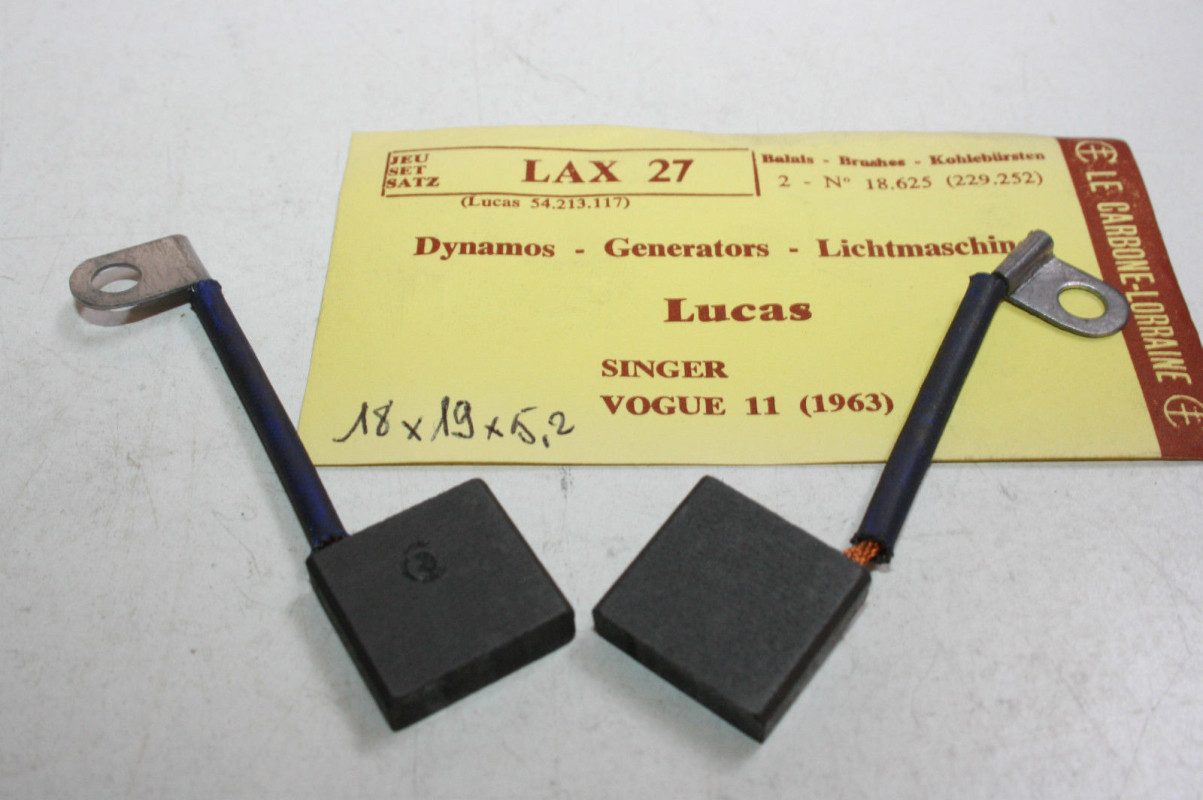 JEU
SET
SATZ
LAX 27
(Lucas 54.213.117)
Balais - Brushes - Kohlebürsten
2 - N° 18.625 (229.252)
Dynamos - Generators - Lichtmaschin
Lucas
SINGER
VOGUE 11 (1963)
18 x 19 x 5,2
LE CARBONE-LORRAINE